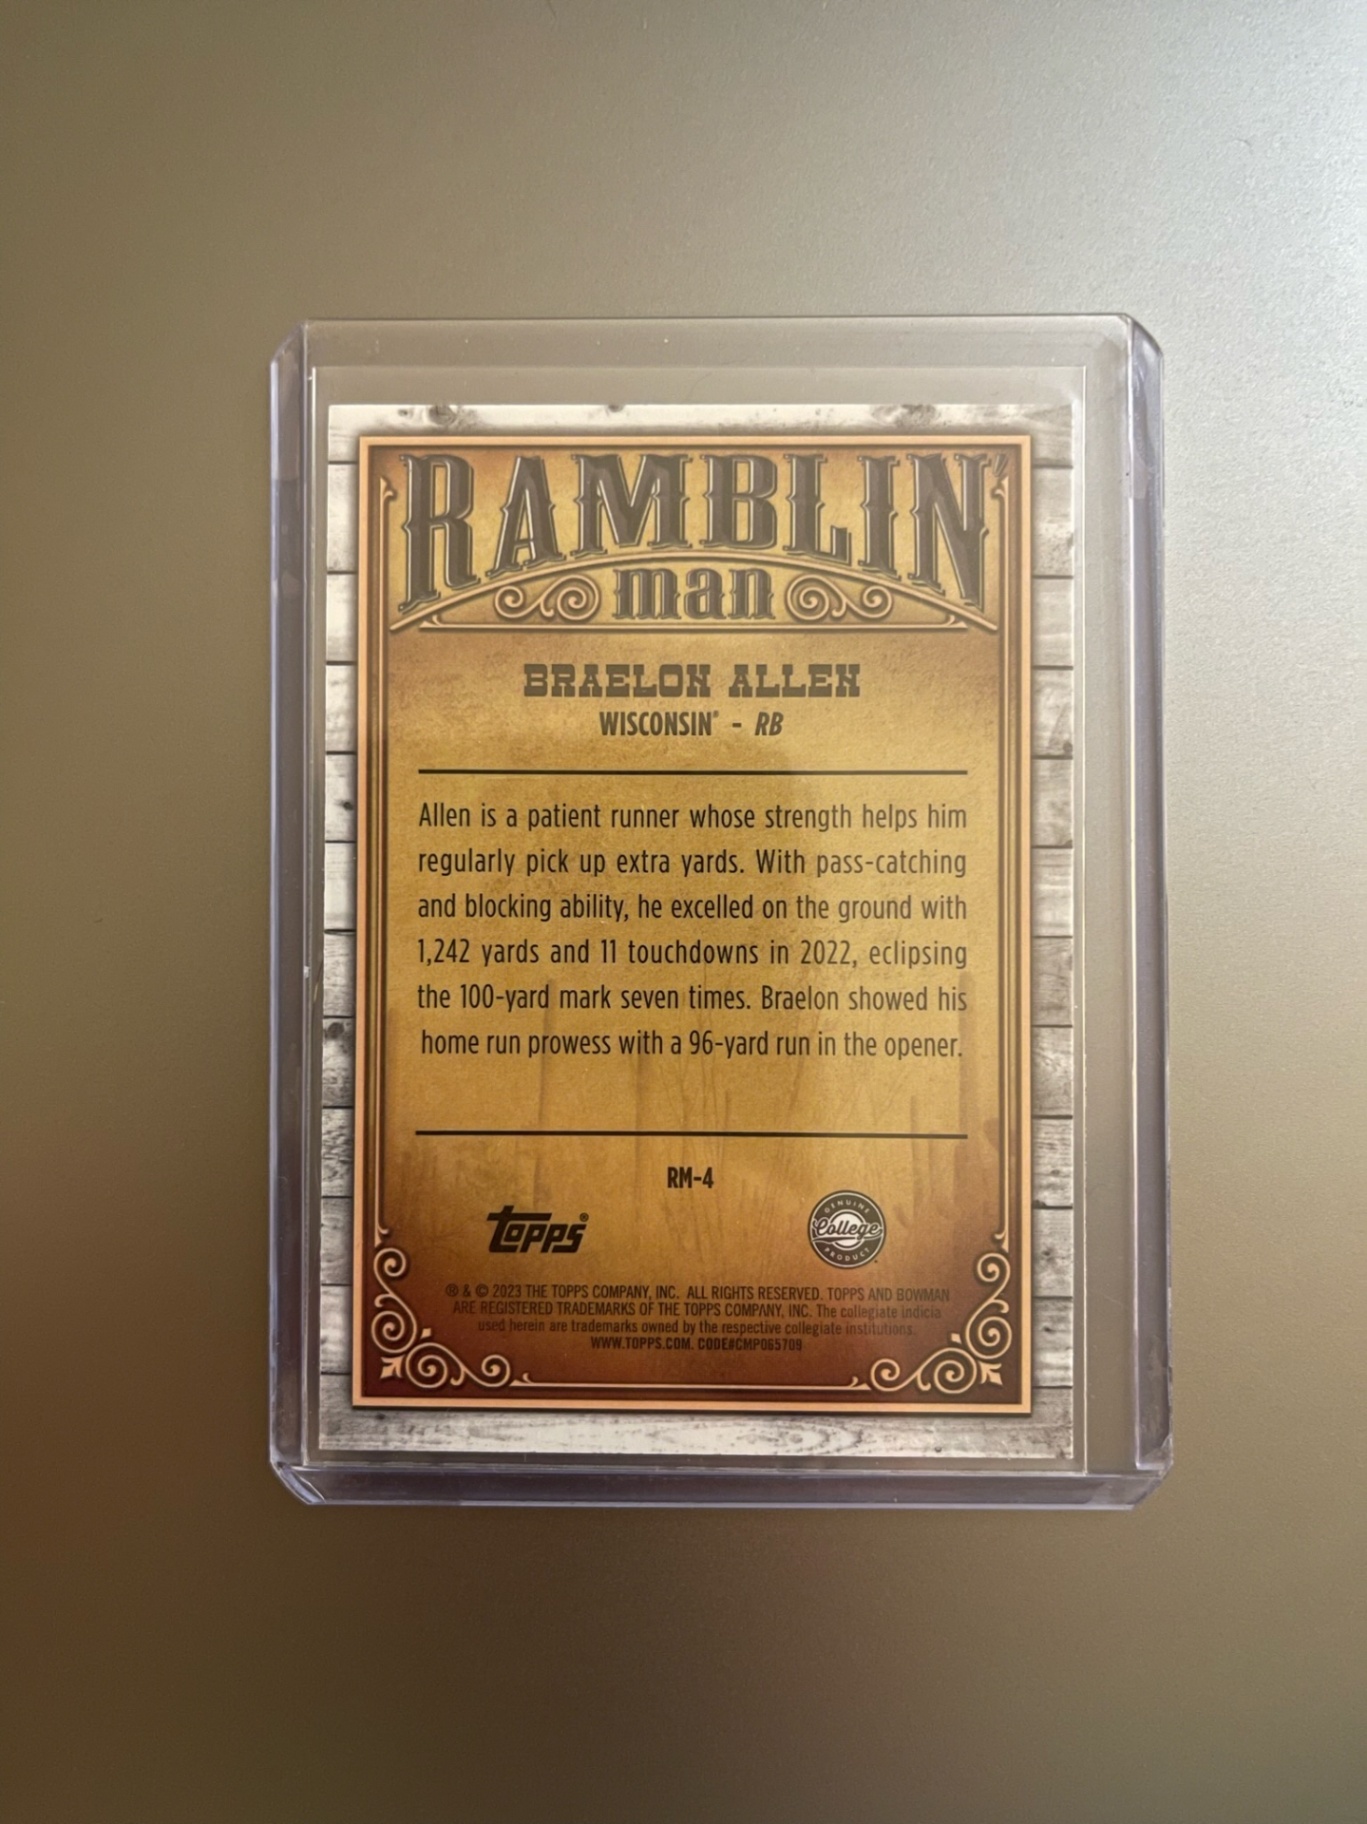 RAMBLIN'
man
BRAELON ALLEN
WISCONSIN® - RB
Allen is a patient runner whose strength helps him
regularly pick up extra yards. With pass-catching
and blocking ability, he excelled on the ground with
1,242 yards and 11 touchdowns in 2022, eclipsing
the 100-yard mark seven times. Braelon showed his
home run prowess with a 96-yard run in the opener.
RM-4
topps®
GENUINE
College
PRODUCT
® & © 2023 THE TOPPS COMPANY, INC. ALL RIGHTS RESERVED. TOPPS AND BOWMAN
ARE REGISTERED TRADEMARKS OF THE TOPPS COMPANY, INC. The collegiate indicia
used herein are trademarks owned by the respective collegiate institutions.
WWW.TOPPS.COM. CODE#CMP065709